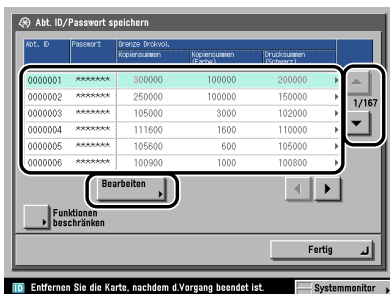 Abt. ID/Passwort speichern
Abt. ID Passwort Grenze Drckvol.
Kopiensummen Kopiensummen (Farbe) Drucksummen (Schwarz)
0000001 ******* 300000 100000 200000
0000002 ******* 250000 100000 150000
0000003 ******* 105000 3000 102000
0000004 ******* 111600 1600 110000
0000005 ******* 105600 600 105000
0000006 ******* 100900 1000 100800
1/167
Bearbeiten
Funktionen
beschränken
Fertig
ID Entfernen Sie die Karte, nachdem d.Vorgang beendet ist. Systemmonitor